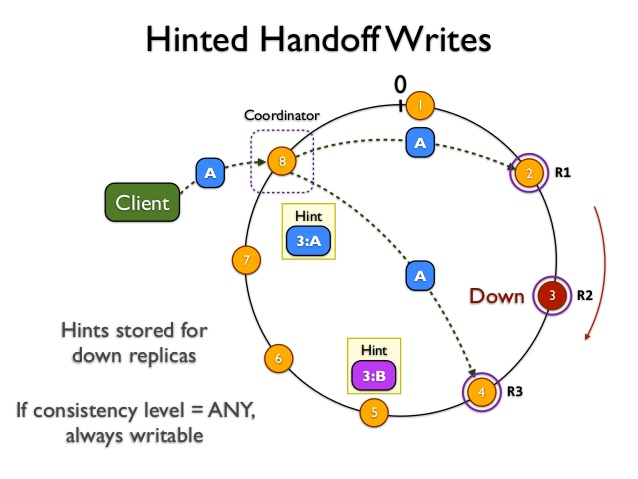 Hinted Handoff Writes
0
1
Coordinator
A
8
A
2
R1
Client
Hint
3:A
7
A
Down
3
R2
Hints stored for
down replicas
6
Hint
3:B
4
R3
If consistency level = ANY,
always writable
5